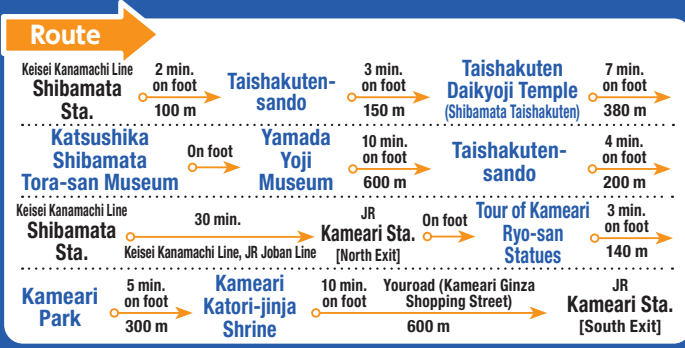 Route
Keisei Kanamachi Line
Shibamata
Sta.
2 min.
on foot
100 m
Taishakuten-
sando
3 min.
on foot
150 m
Taishakuten
Daikyoji Temple
(Shibamata Taishakuten)
7 min.
on foot
380 m
Katsushika
Shibamata
Tora-san Museum
On foot
Yamada
Yoji
Museum
10 min.
on foot
600 m
Taishakuten-
sando
4 min.
on foot
200 m
Keisei Kanamachi Line
Shibamata
Sta.
30 min.
Keisei Kanamachi Line, JR Joban Line
JR
Kameari Sta.
[North Exit]
On foot
Tour of Kameari
Ryo-san
Statues
3 min.
on foot
140 m
Kameari
Park
5 min.
on foot
300 m
Kameari
Katori-jinja
Shrine
10 min.
on foot
Youroad (Kameari Ginza
Shopping Street)
600 m
JR
Kameari Sta.
[South Exit]